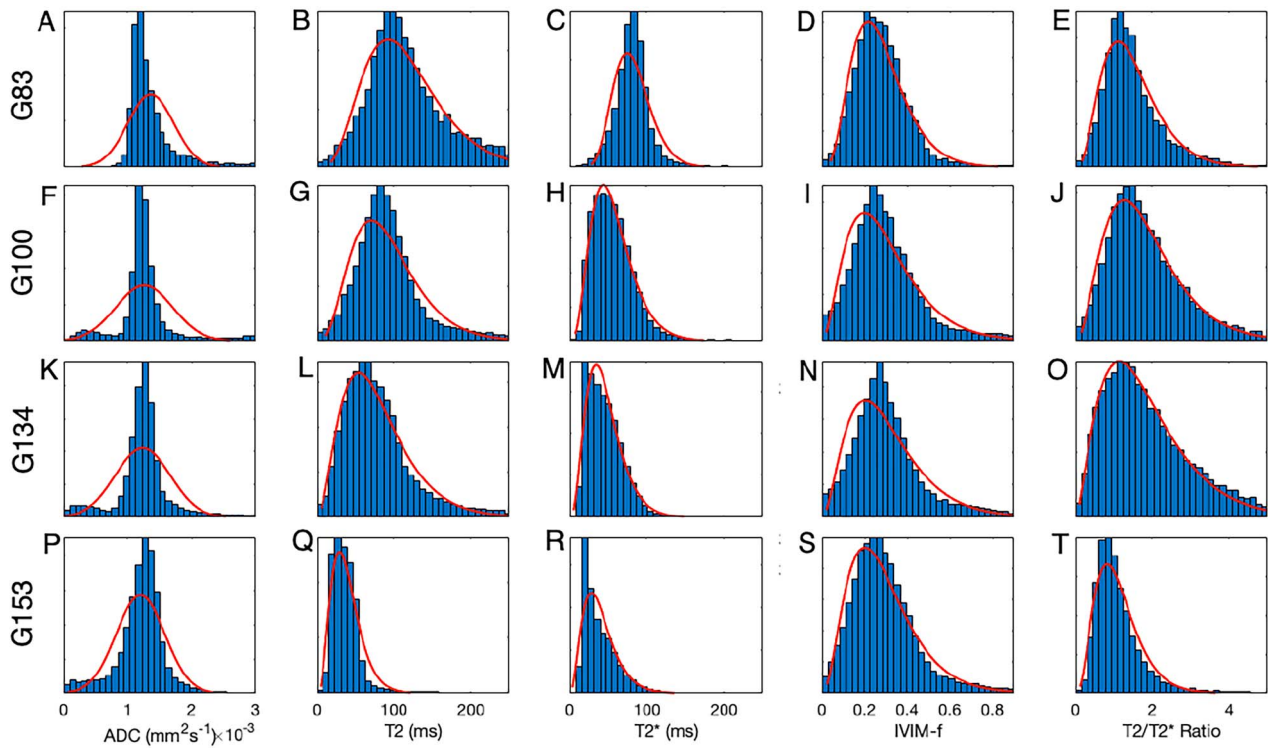 A B C D E
G83
F G H I J
G100
K L M N O
G134
P Q R S T
G153
0 1 2 3 0 100 200 0 100 200 0 0.2 0.4 0.6 0.8 0 2 4
ADC (mm²s⁻¹)×10⁻³ T2 (ms) T2* (ms) IVIM-f T2/T2* Ratio